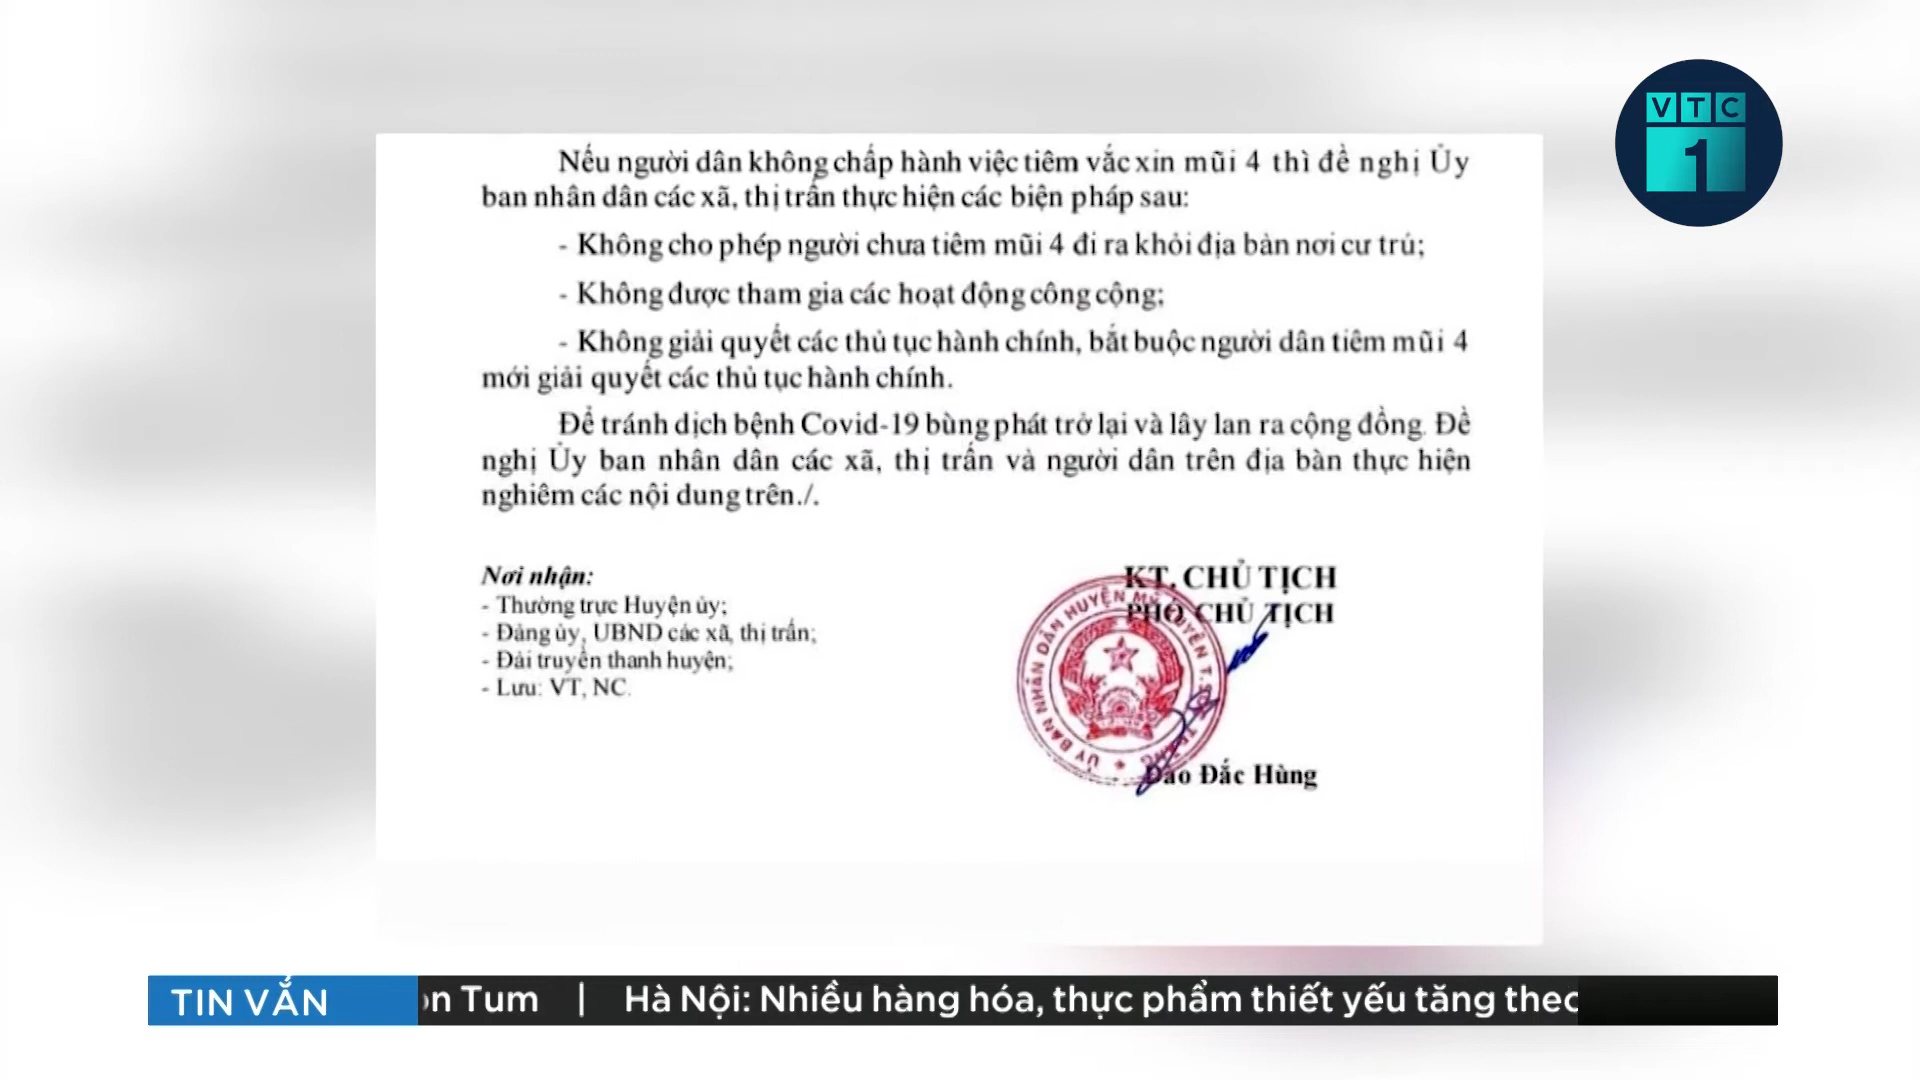 VTC
1
Nếu người dân không chấp hành việc tiêm vắc xin mũi 4 thì đề nghị Ủy
ban nhân dân các xã, thị trấn thực hiện các biện pháp sau:
- Không cho phép người chưa tiêm mũi 4 đi ra khỏi địa bàn nơi cư trú;
- Không được tham gia các hoạt động công cộng;
- Không giải quyết các thủ tục hành chính, bắt buộc người dân tiêm mũi 4
mới giải quyết các thủ tục hành chính.
Để tránh dịch bệnh Covid-19 bùng phát trở lại và lây lan ra cộng đồng. Đề
nghị Ủy ban nhân dân các xã, thị trấn và người dân trên địa bàn thực hiện
nghiêm các nội dung trên./.
Nơi nhận:
- Thường trực Huyện ủy;
- Đảng ủy, UBND các xã, thị trấn;
- Đài truyền thanh huyện;
- Lưu: VT, NC.
KT. CHỦ TỊCH
PHÓ CHỦ TỊCH
ỦY BAN NHÂN DÂN HUYỆN MỸ XUYÊN
Đào Đắc Hùng
TIN VẮN
Tum | Hà Nội: Nhiều hàng hóa, thực phẩm thiết yếu tăng theo